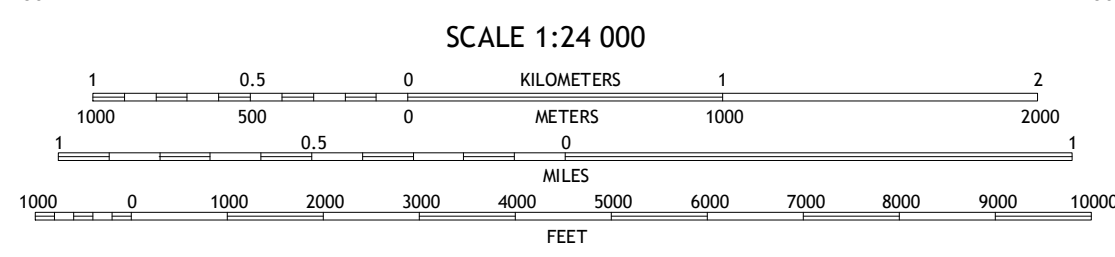 SCALE 1:24 000
1 0.5 0 KILOMETERS 1 2
1000 500 0 METERS 1000 2000
1 0.5 0 1
MILES
1000 0 1000 2000 3000 4000 5000 6000 7000 8000 9000 10000
FEET